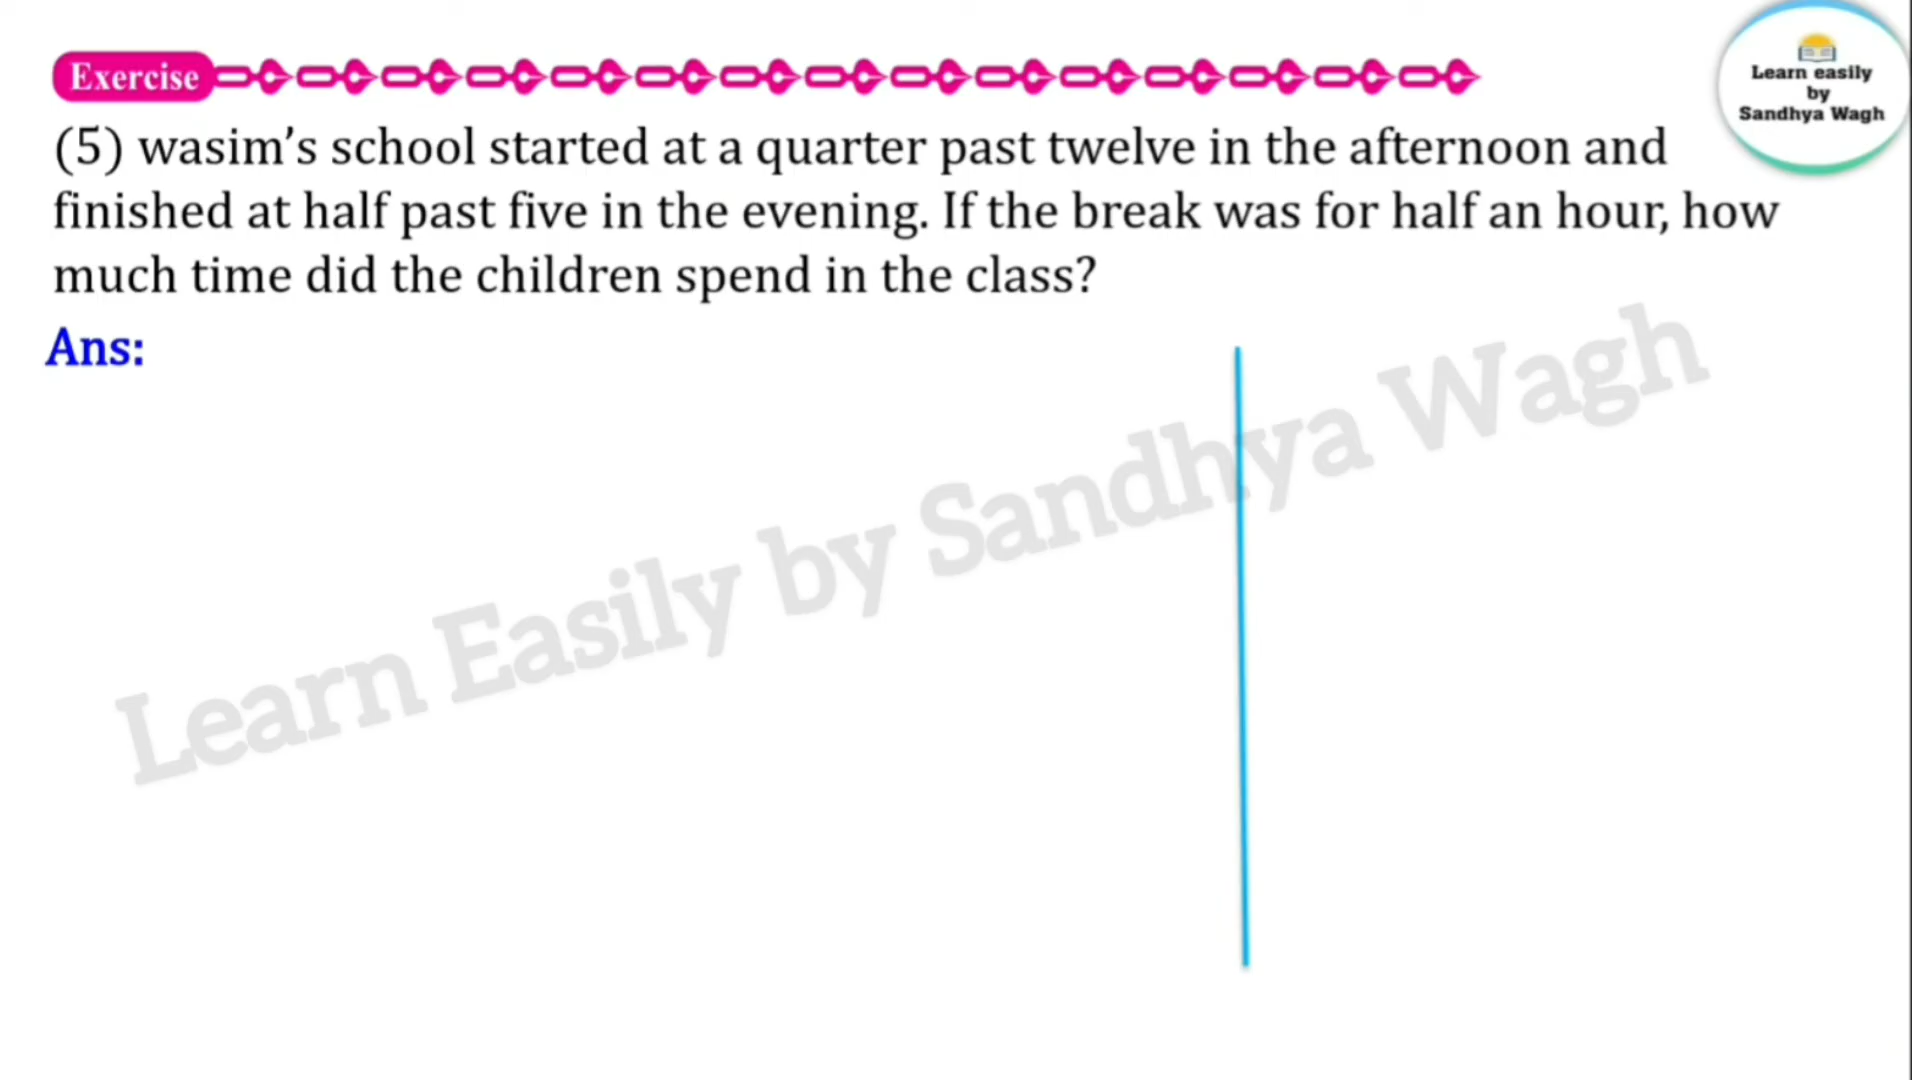 Exercise
Learn easily
by
Sandhya Wagh
(5) wasim’s school started at a quarter past twelve in the afternoon and
finished at half past five in the evening. If the break was for half an hour, how
much time did the children spend in the class?
Ans:
Learn Easily by Sandhya Wagh